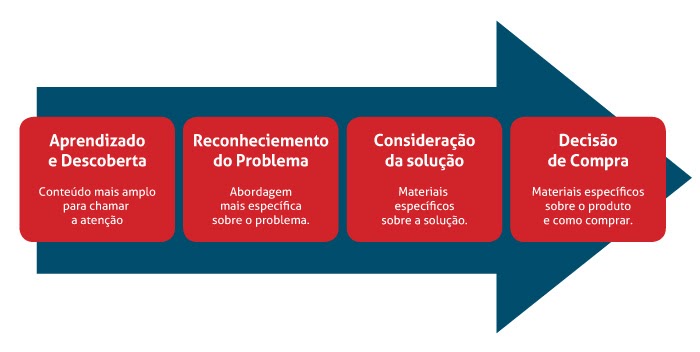 Aprendizado
e Descoberta
Conteúdo mais amplo
para chamar
a atenção
Reconheciemento
do Problema
Abordagem
mais específica
sobre o problema.
Consideração
da solução
Materiais
específicos
sobre a solução.
Decisão
de Compra
Materiais específicos
sobre o produto
e como comprar.